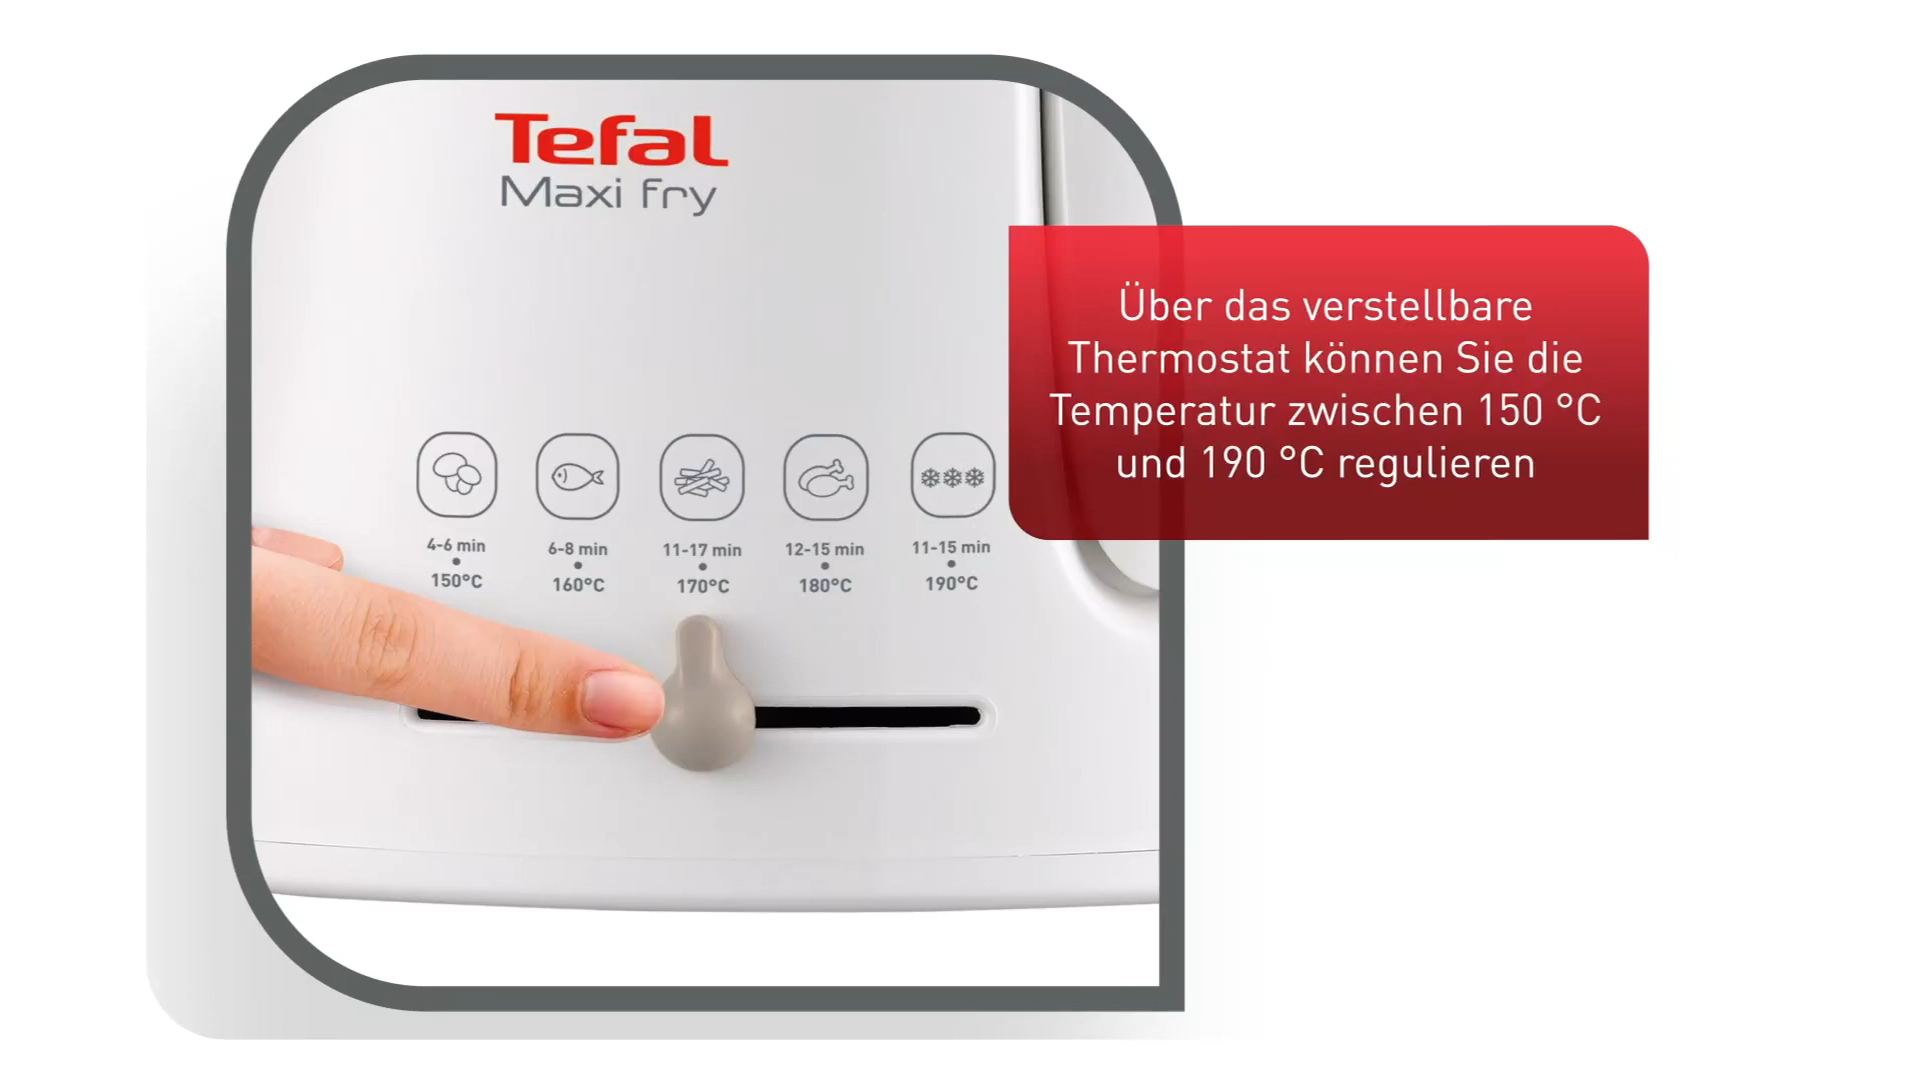 Tefal
Maxi fry
Über das verstellbare
Thermostat können Sie die
Temperatur zwischen 150 °C
und 190 °C regulieren
4-6 min 6-8 min 11-17 min 12-15 min 11-15 min
150°C 160°C 170°C 180°C 190°C